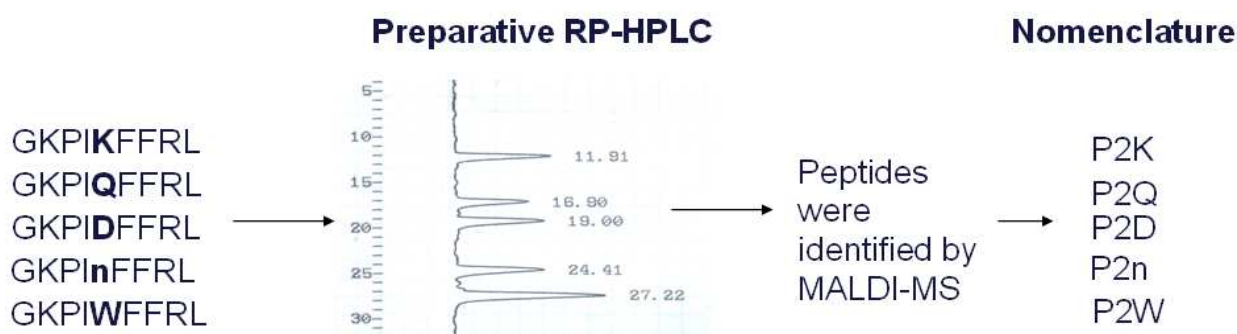 Preparative RP-HPLC
Nomenclature
GKPIKFFRL
GKPIQFFRL
GKPIDFFRL
GKPInFFRL
GKPIWFFRL
5
10
15
20
25
30
11.91
16.90
19.00
24.41
27.22
Peptides
were
identified by
MALDI-MS
P2K
P2Q
P2D
P2n
P2W